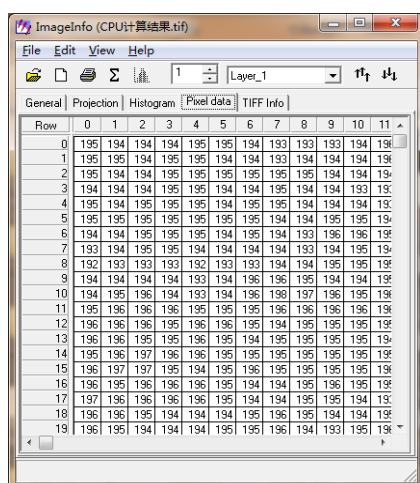 ImageInfo (CPU计算结果.tif)
File Edit View Help
1 Layer_1
General Projection Histogram Pixel data TIFF Info
Row 0 1 2 3 4 5 6 7 8 9 10 11
0 195 194 194 194 195 195 194 193 193 193 194
1 195 195 194 194 195 195 194 193 194 194 194
2 195 194 194 195 195 194 195 195 194 195 194
3 194 194 194 195 195 194 195 195 194 194 193
4 195 194 195 195 194 194 195 194 194 194 194
5 195 195 195 195 195 195 195 194 194 195 195
6 194 194 195 194 195 195 194 194 193 196 196
7 193 194 194 195 194 194 194 194 193 194 195
8 192 193 193 193 192 193 193 194 194 195 195
9 194 194 194 194 193 194 196 196 195 194 194
10 194 195 196 194 193 194 196 198 197 196 195
11 195 196 196 196 195 195 196 196 196 195 195
12 196 196 195 195 195 196 196 194 195 195 195
13 196 196 196 195 195 196 194 194 195 195 195
14 195 196 197 195 195 196 195 194 195 195 195
15 196 197 197 195 194 195 196 195 195 195 195
16 196 195 196 196 195 195 194 195 195 196 195
17 197 196 196 196 196 195 194 194 195 195 194
18 196 196 195 194 194 194 195 196 195 194 194
19 196 196 195 194 194 195 195 196 194 193 195